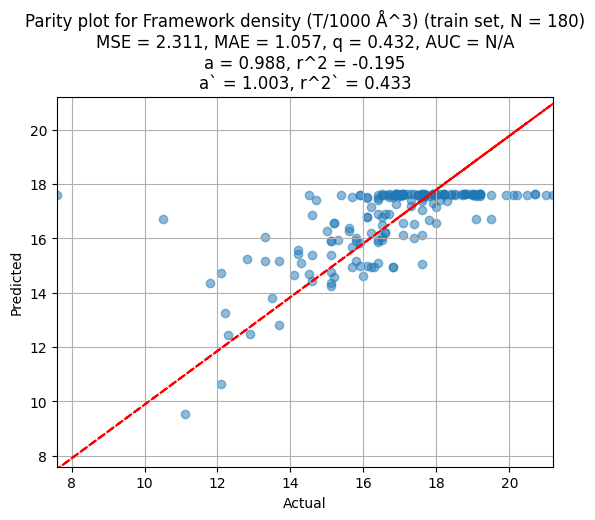 Parity plot for Framework density (T/1000 Å^3) (train set, N = 180)
MSE = 2.311, MAE = 1.057, q = 0.432, AUC = N/A
a = 0.988, r^2 = -0.195
a` = 1.003, r^2` = 0.433
20
18
16
14
12
10
8
Predicted
8 10 12 14 16 18 20
Actual